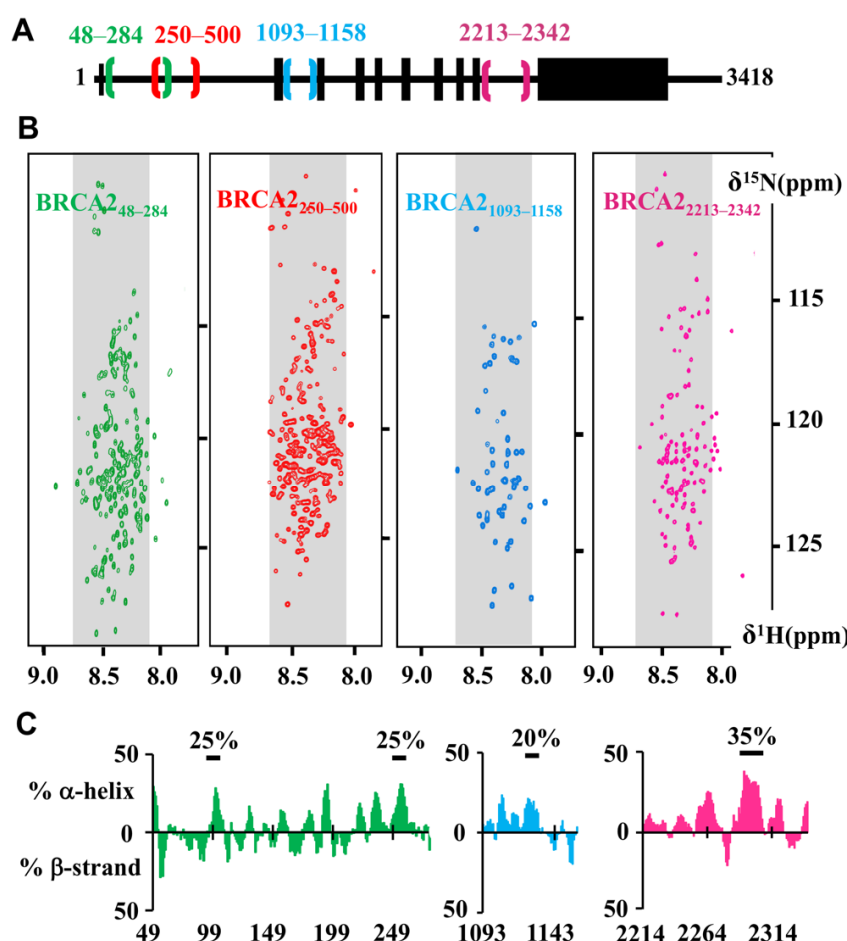 A
48–284 250–500 1093–1158 2213–2342
1 3418
B
δ15N(ppm)
BRCA248–284 BRCA2250–500 BRCA21093–1158 BRCA22213–2342
115
120
125
δ1H(ppm)
9.0 8.5 8.0 9.0 8.5 8.0 9.0 8.5 8.0 9.0 8.5 8.0
C
50 25% 25% 50 20% 50 35%
% α-helix
0 0 0
% β-strand
50 50 50
49 99 149 199 249 1093 1143 2214 2264 2314